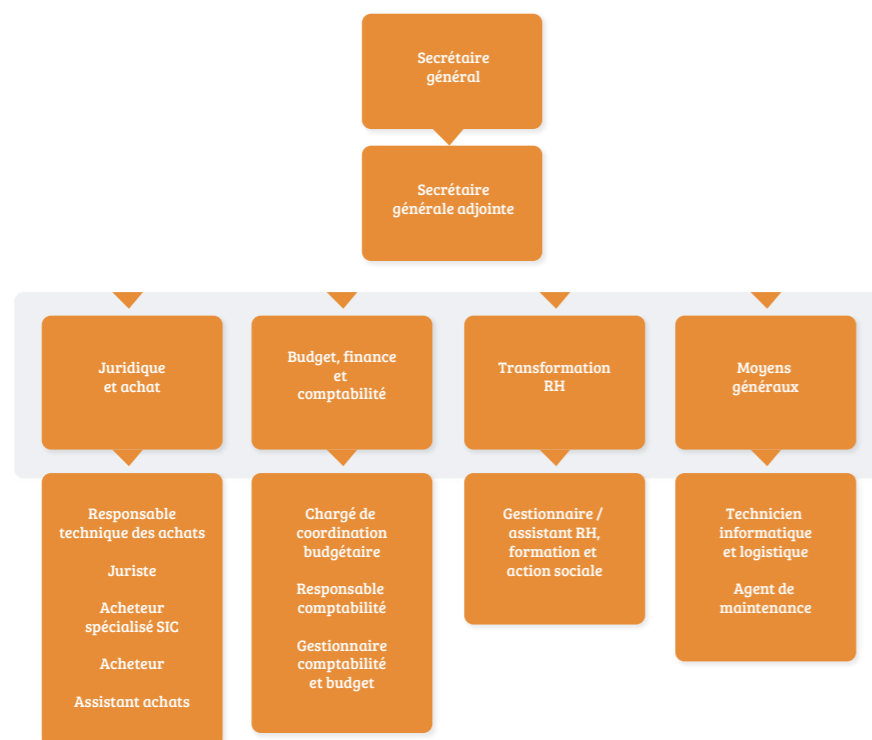 Secrétaire
général
Secrétaire
générale adjointe
Juridique
et achat
Budget, finance
et
comptabilité
Transformation
RH
Moyens
généraux
Responsable
technique des achats
Juriste
Acheteur
spécialisé SIC
Acheteur
Assistant achats
Chargé de
coordination
budgétaire
Responsable
comptabilité
Gestionnaire
comptabilité
et budget
Gestionnaire /
assistant RH,
formation et
action sociale
Technicien
informatique
et logistique
Agent de
maintenance